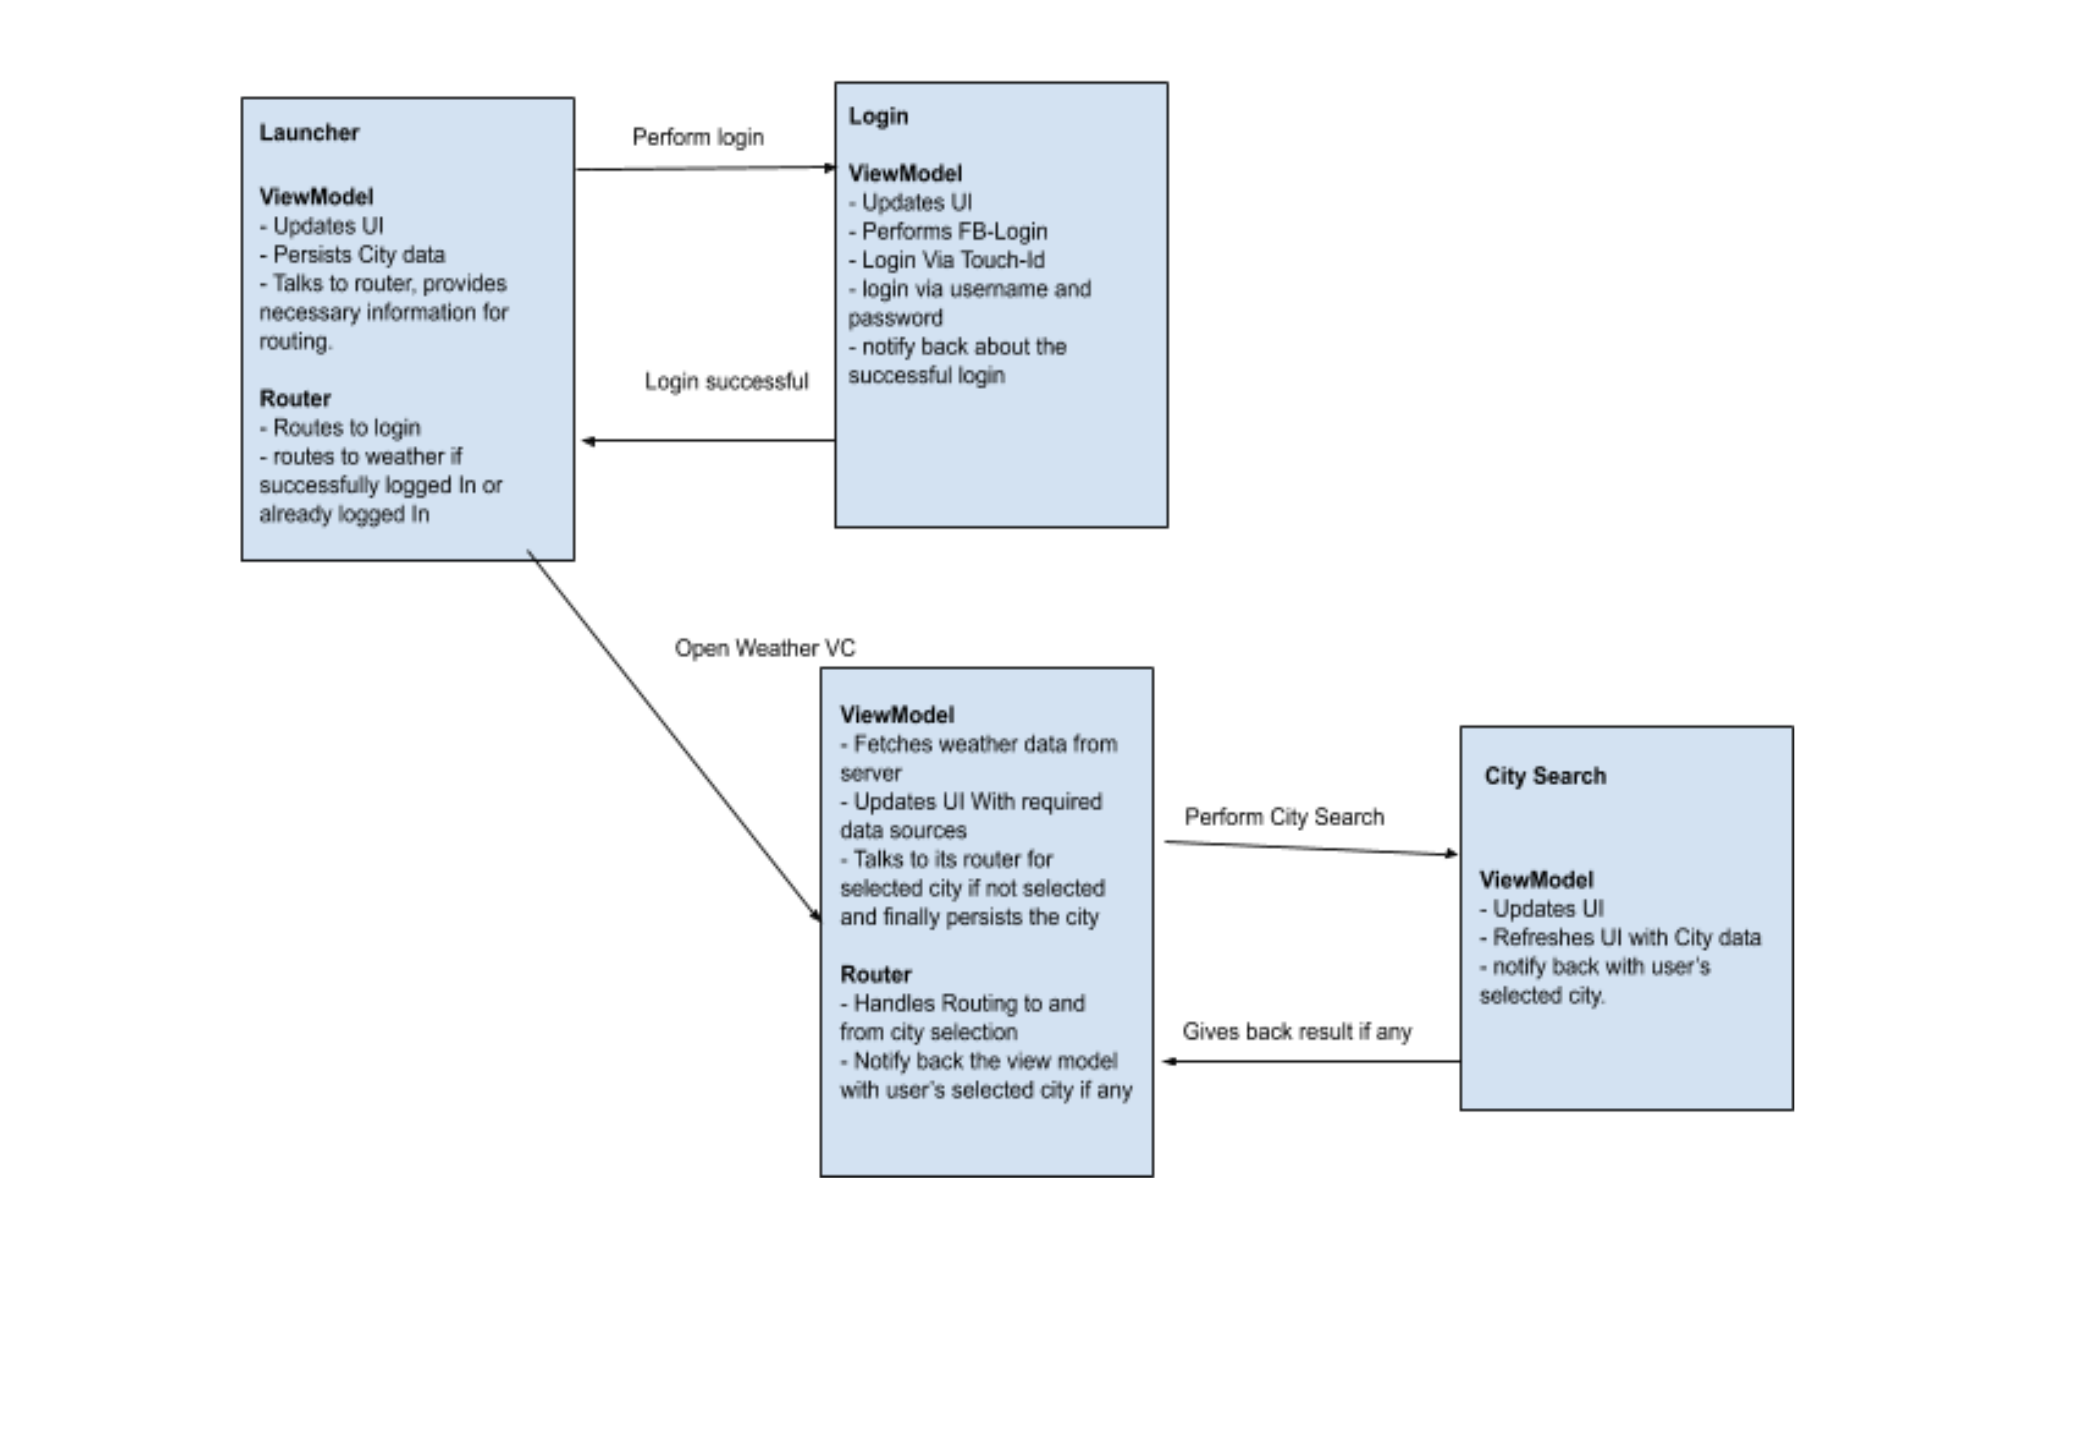 Launcher
ViewModel
- Updates UI
- Persists City data
- Talks to router, provides
necessary information for
routing.
Router
- Routes to login
- routes to weather if
successfully logged In or
already logged In
Perform login
Login successful
Login
ViewModel
- Updates UI
- Performs FB-Login
- Login Via Touch-Id
- login via username and
password
- notify back about the
successful login
Open Weather VC
ViewModel
- Fetches weather data from
server
- Updates UI With required
data sources
- Talks to its router for
selected city if not selected
and finally persists the city
Router
- Handles Routing to and
from city selection
- Notify back the view model
with user's selected city if any
Perform City Search
Gives back result if any
City Search
ViewModel
- Updates UI
- Refreshes UI with City data
- notify back with user's
selected city.